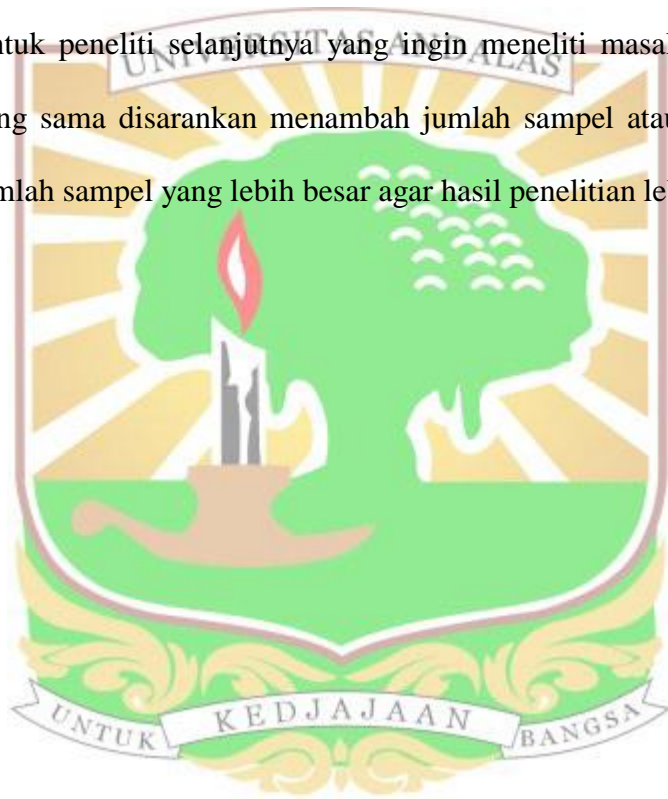 ntuk peneliti selanjutnya yang ingin meneliti masal
UNIVERSITAS ANDALAS
ng sama disarankan menambah jumlah sampel atau
mlah sampel yang lebih besar agar hasil penelitian le
UNTUK KEDJAJAAN BANGSA